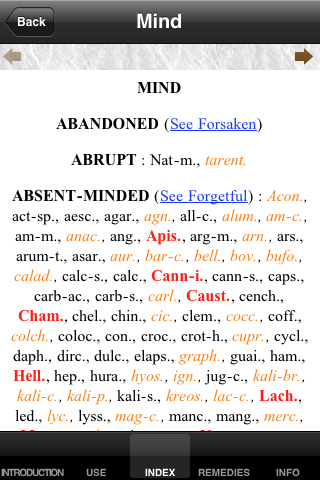 Back
Mind
MIND
ABANDONED (See Forsaken)
ABRUPT : Nat-m., tarent.
ABSENT-MINDED (See Forgetful) : Acon.,
act-sp., aesc., agar., agn., all-c., alum., am-c.,
am-m., anac., ang., Apis., arg-m., arn., ars.,
arum-t., asar., aur., bar-c., bell., bov., bufo.,
calad., calc-s., calc., Cann-i., cann-s., caps.,
carb-ac., carb-s., carl., Caust., cench.,
Cham., chel., chin., cic., clem., cocc., coff.,
colch., coloc., con., croc., crot-h., cupr., cycl.,
daph., dirc., dulc., elaps., graph., guai., ham.,
Hell., hep., hura., hyos., ign., jug-c., kali-br.,
kali-c., kali-p., kali-s., kreos., lac-c., Lach.,
led., lyc., lyss., mag-c., manc., mang., merc.,
INTRODUCTION USE INDEX REMEDIES INFO